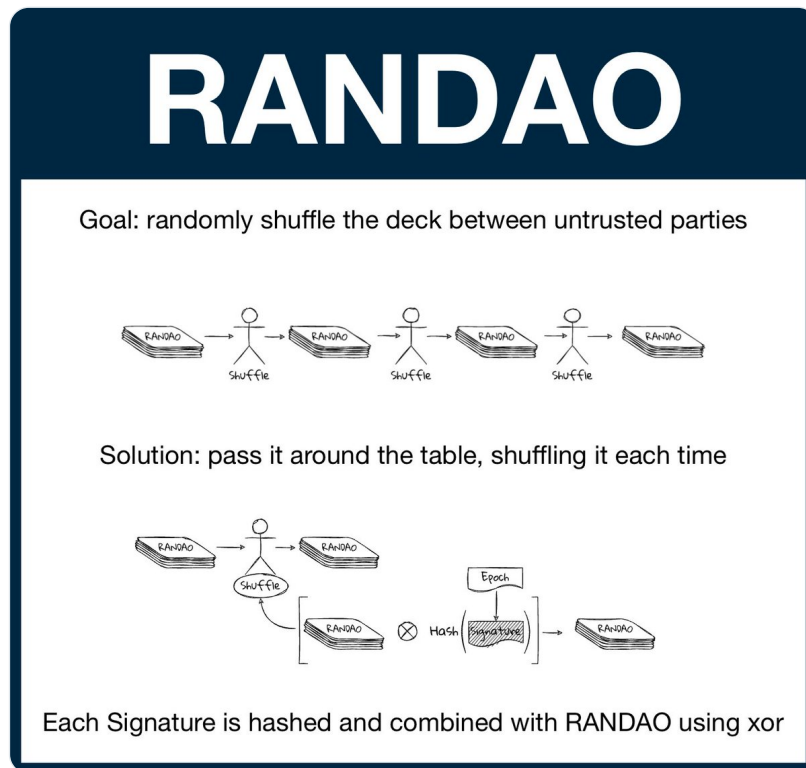 RANDAO
Goal: randomly shuffle the deck between untrusted parties
RANDAO RANDAO RANDAO RANDAO
Shuffle Shuffle Shuffle
Solution: pass it around the table, shuffling it each time
RANDAO RANDAO
Shuffle
Epoch
RANDAO Hash( Signature ) RANDAO
Each Signature is hashed and combined with RANDAO using xor